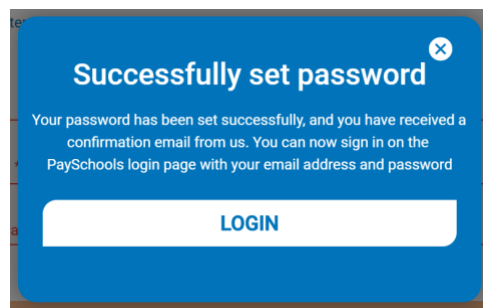 Successfully set password
Your password has been set successfully, and you have received a
confirmation email from us. You can now sign in on the
PaySchools login page with your email address and password
LOGIN